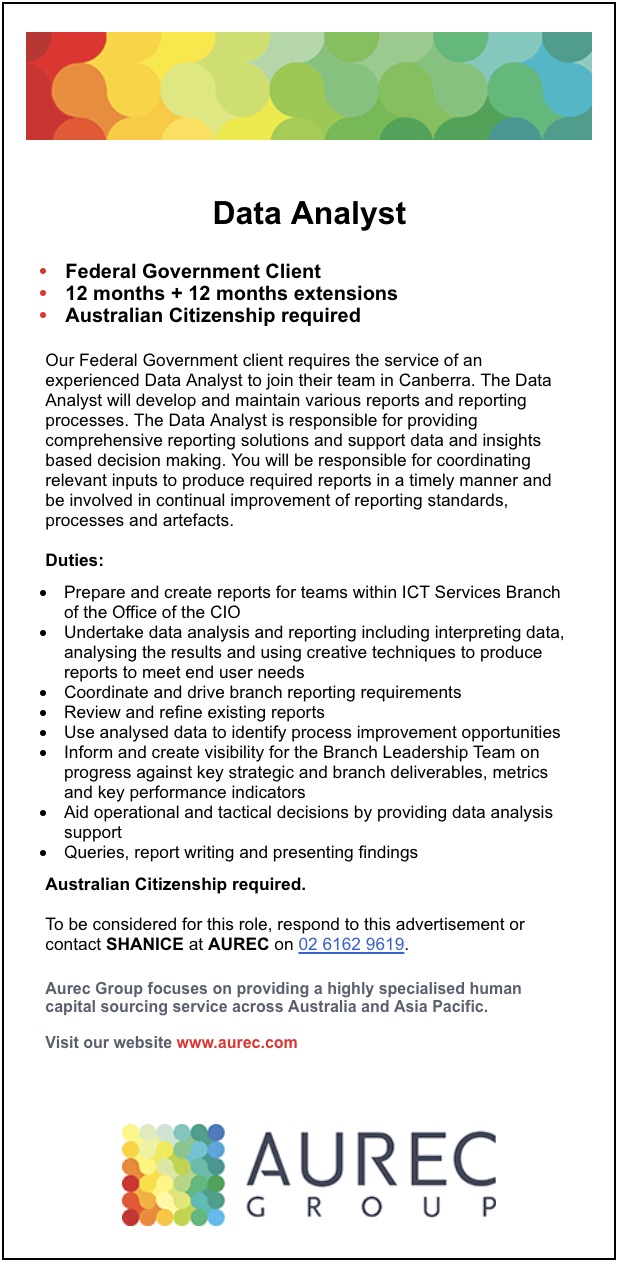 Data Analyst
• Federal Government Client
• 12 months + 12 months extensions
• Australian Citizenship required
Our Federal Government client requires the service of an
experienced Data Analyst to join their team in Canberra. The Data
Analyst will develop and maintain various reports and reporting
processes. The Data Analyst is responsible for providing
comprehensive reporting solutions and support data and insights
based decision making. You will be responsible for coordinating
relevant inputs to produce required reports in a timely manner and
be involved in continual improvement of reporting standards,
processes and artefacts.
Duties:
• Prepare and create reports for teams within ICT Services Branch
of the Office of the CIO
• Undertake data analysis and reporting including interpreting data,
analysing the results and using creative techniques to produce
reports to meet end user needs
• Coordinate and drive branch reporting requirements
• Review and refine existing reports
• Use analysed data to identify process improvement opportunities
• Inform and create visibility for the Branch Leadership Team on
progress against key strategic and branch deliverables, metrics
and key performance indicators
• Aid operational and tactical decisions by providing data analysis
support
• Queries, report writing and presenting findings
Australian Citizenship required.
To be considered for this role, respond to this advertisement or
contact SHANICE at AUREC on 02 6162 9619.
Aurec Group focuses on providing a highly specialised human
capital sourcing service across Australia and Asia Pacific.
Visit our website www.aurec.com
AUREC
GROUP